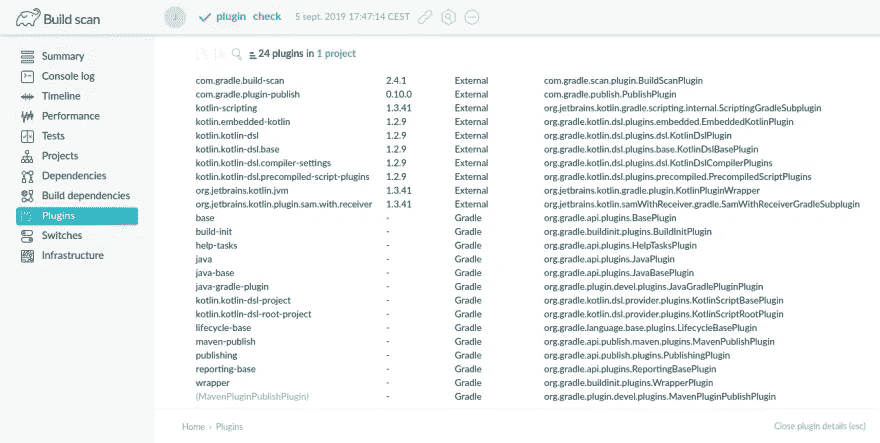 Build scan
J
plugin check
5 sept. 2019 17:47:14 CEST
Summary
Console log
Timeline
Performance
Tests
Projects
Dependencies
Build dependencies
Plugins
Switches
Infrastructure
24 plugins in 1 project
com.gradle.build-scan 2.4.1 External com.gradle.scan.plugin.BuildScanPlugin
com.gradle.plugin-publish 0.10.0 External com.gradle.publish.PublishPlugin
kotlin-scripting 1.3.41 External org.jetbrains.kotlin.gradle.scripting.internal.ScriptingGradleSubplugin
kotlin.embedded-kotlin 1.2.9 External org.gradle.kotlin.dsl.plugins.embedded.EmbeddedKotlinPlugin
kotlin.kotlin-dsl 1.2.9 External org.gradle.kotlin.dsl.plugins.dsl.KotlinDslPlugin
kotlin.kotlin-dsl.base 1.2.9 External org.gradle.kotlin.dsl.plugins.base.KotlinDslBasePlugin
kotlin.kotlin-dsl.compiler-settings 1.2.9 External org.gradle.kotlin.dsl.plugins.dsl.KotlinDslCompilerPlugins
kotlin.kotlin-dsl.precompiled-script-plugins 1.2.9 External org.gradle.kotlin.dsl.plugins.precompiled.PrecompiledScriptPlugins
org.jetbrains.kotlin.jvm 1.3.41 External org.jetbrains.kotlin.gradle.plugin.KotlinPluginWrapper
org.jetbrains.kotlin.plugin.sam.with.receiver 1.3.41 External org.jetbrains.kotlin.samWithReceiver.gradle.SamWithReceiverGradleSubplugin
base - Gradle org.gradle.api.plugins.BasePlugin
build-init - Gradle org.gradle.buildinit.plugins.BuildInitPlugin
help-tasks - Gradle org.gradle.api.plugins.HelpTasksPlugin
java - Gradle org.gradle.api.plugins.JavaPlugin
java-base - Gradle org.gradle.api.plugins.JavaBasePlugin
java-gradle-plugin - Gradle org.gradle.plugin.devel.plugins.JavaGradlePluginPlugin
kotlin.kotlin-dsl-project - Gradle org.gradle.kotlin.dsl.provider.plugins.KotlinScriptBasePlugin
kotlin.kotlin-dsl-root-project - Gradle org.gradle.kotlin.dsl.provider.plugins.KotlinScriptRootPlugin
lifecycle-base - Gradle org.gradle.language.base.plugins.LifecycleBasePlugin
maven-publish - Gradle org.gradle.api.publish.maven.plugins.MavenPublishPlugin
publishing - Gradle org.gradle.api.publish.plugins.PublishingPlugin
reporting-base - Gradle org.gradle.api.plugins.ReportingBasePlugin
wrapper - Gradle org.gradle.buildinit.plugins.WrapperPlugin
(MavenPluginPublishPlugin) - Gradle org.gradle.plugin.devel.plugins.MavenPluginPublishPlugin
Home › Plugins
Close plugin details (esc)